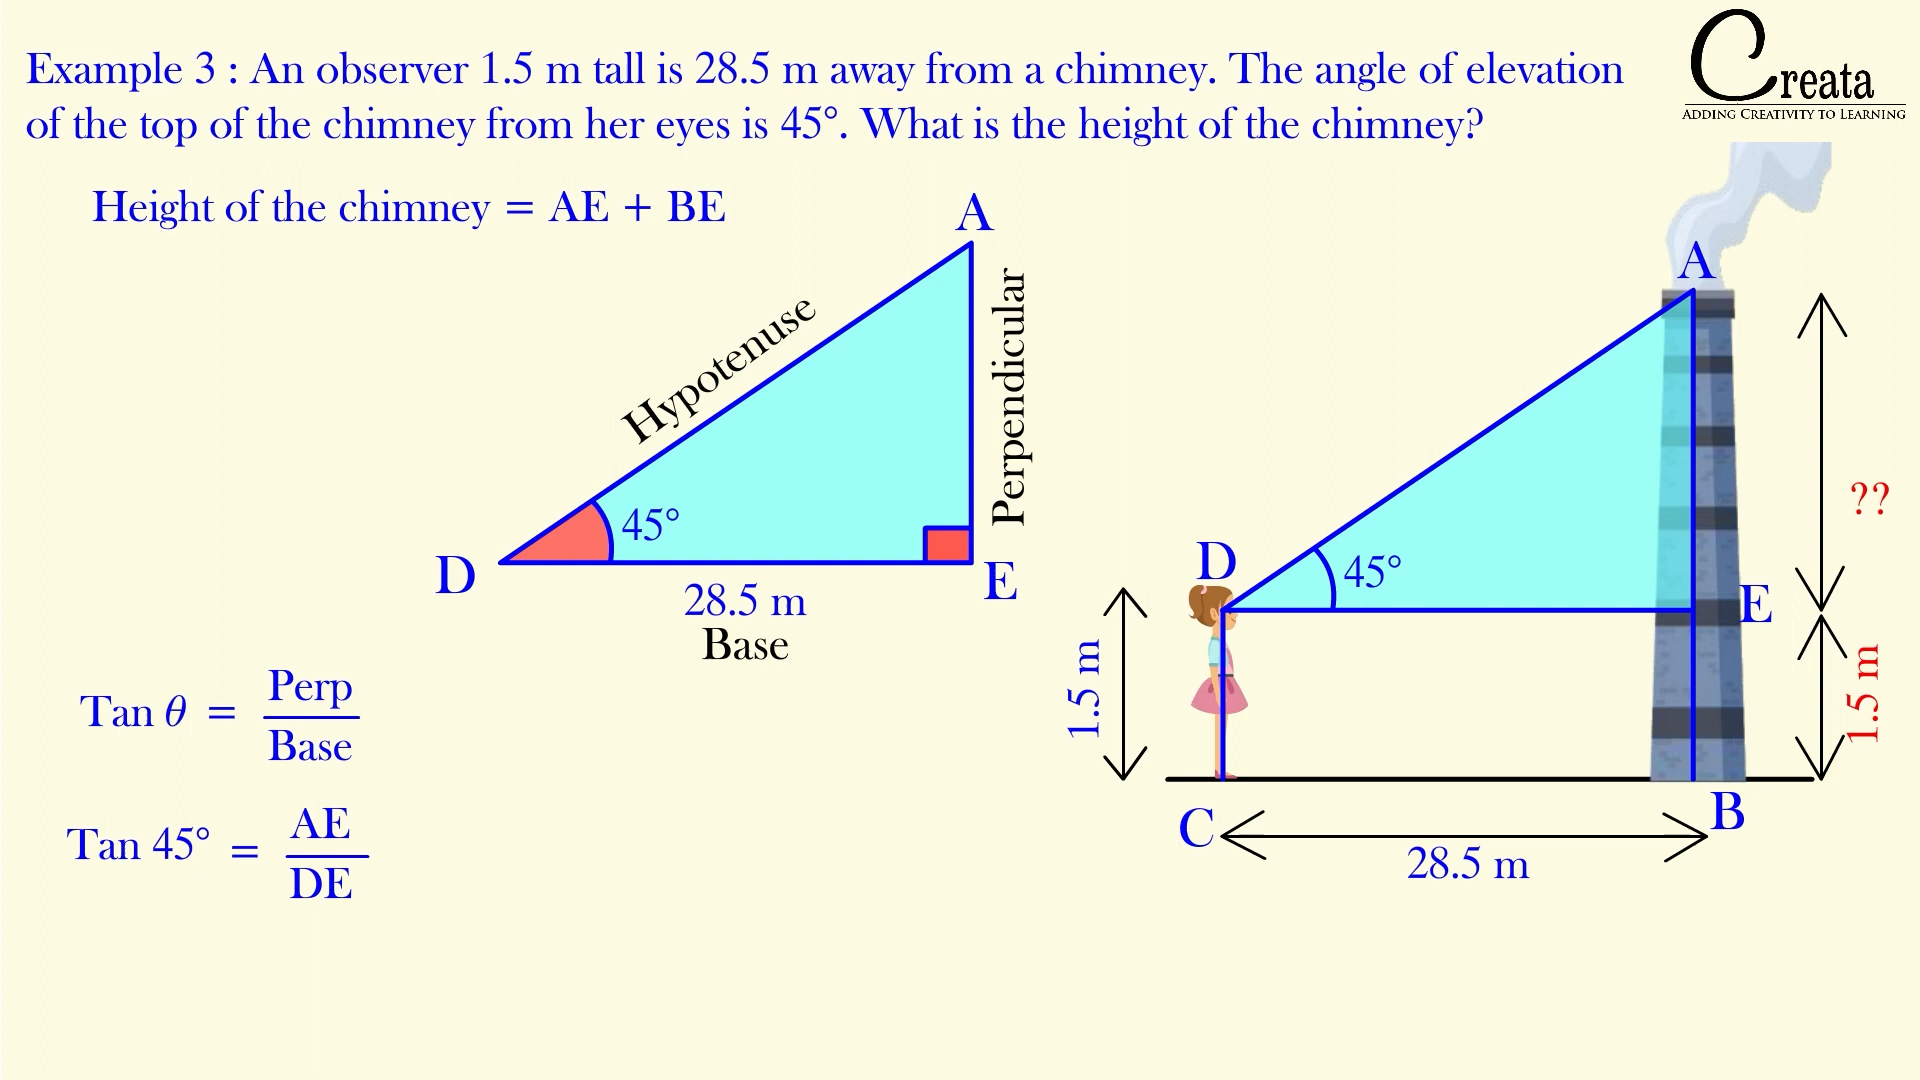 Example 3 : An observer 1.5 m tall is 28.5 m away from a chimney. The angle of elevation
of the top of the chimney from her eyes is 45°. What is the height of the chimney?
Creata
ADDING CREATIVITY TO LEARNING
Height of the chimney = AE + BE
A
Hypotenuse
Perpendicular
45°
D
E
28.5 m
Base
Tan θ = Perp
Base
Tan 45° = AE
DE
A
??
D
45°
E
1.5 m
1.5 m
C
B
28.5 m